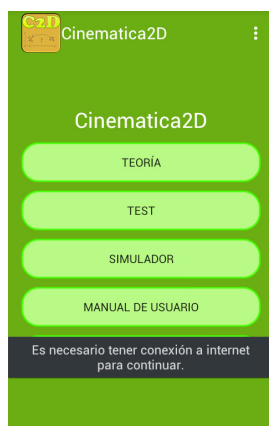 C2D
Cinematica2D
Cinematica2D
TEORÍA
TEST
SIMULADOR
MANUAL DE USUARIO
Es necesario tener conexión a internet
para continuar.